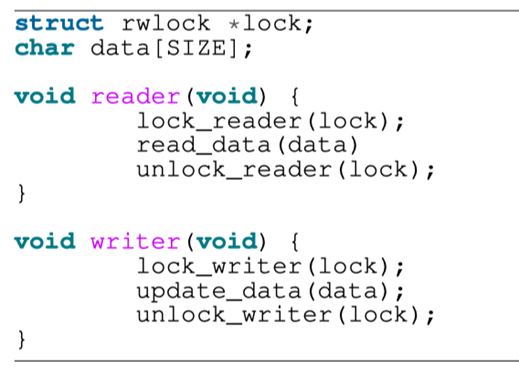 struct rwlock *lock;
char data[SIZE];
void reader(void) {
lock_reader(lock);
read_data(data)
unlock_reader(lock);
}
void writer(void) {
lock_writer(lock);
update_data(data);
unlock_writer(lock);
}